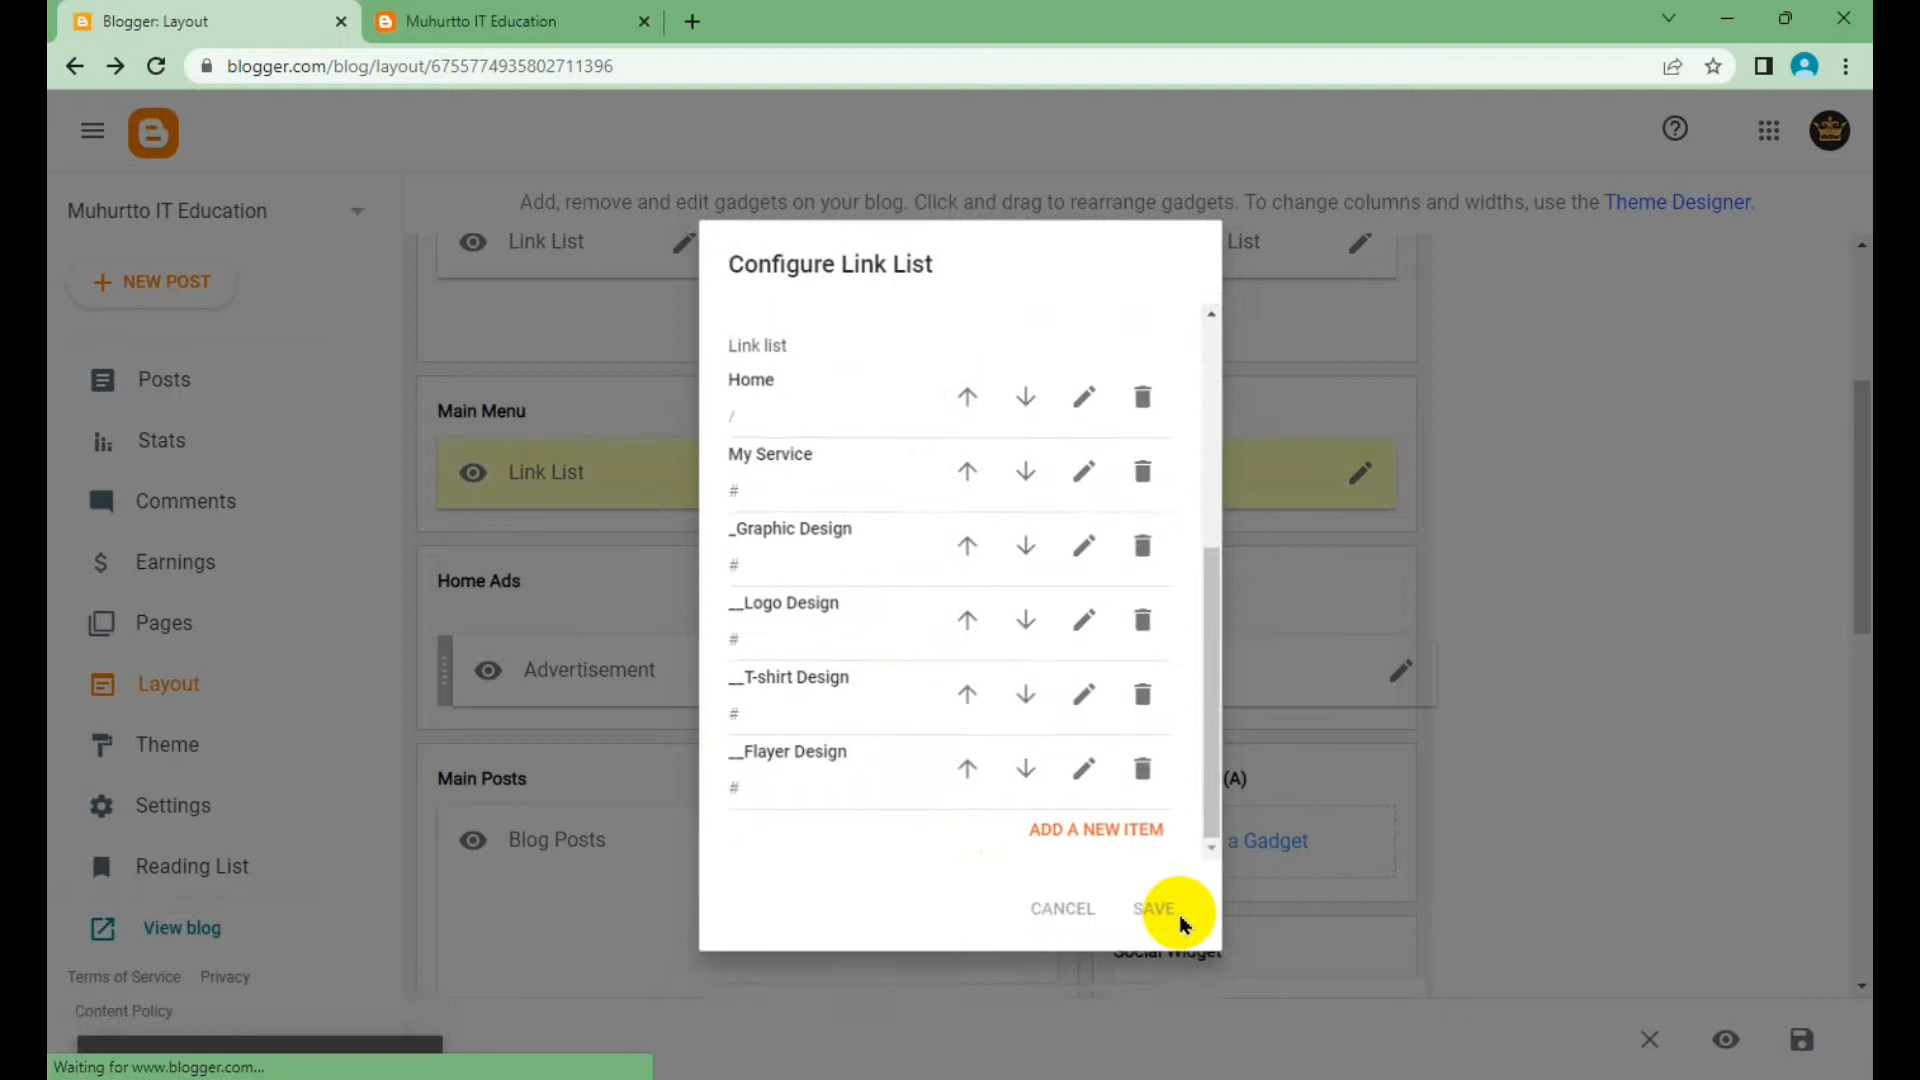 Blogger: Layout
Muhurtto IT Education
blogger.com/blog/layout/6755774935802711396
Muhurtto IT Education
NEW POST
Posts
Stats
Comments
Earnings
Pages
Layout
Theme
Settings
Reading List
View blog
Terms of Service Privacy
Content Policy
Waiting for www.blogger.com...
Add, remove and edit gadgets on your blog. Click and drag to rearrange gadgets. To change columns and widths, use the Theme Designer.
Link List
List
Main Menu
Link List
Home Ads
Advertisement
Main Posts
Blog Posts
(A)
a Gadget
Social Widget
Configure Link List
Link list
Home
/
My Service
#
_Graphic Design
#
__Logo Design
#
__T-shirt Design
#
__Flayer Design
#
ADD A NEW ITEM
CANCEL SAVE